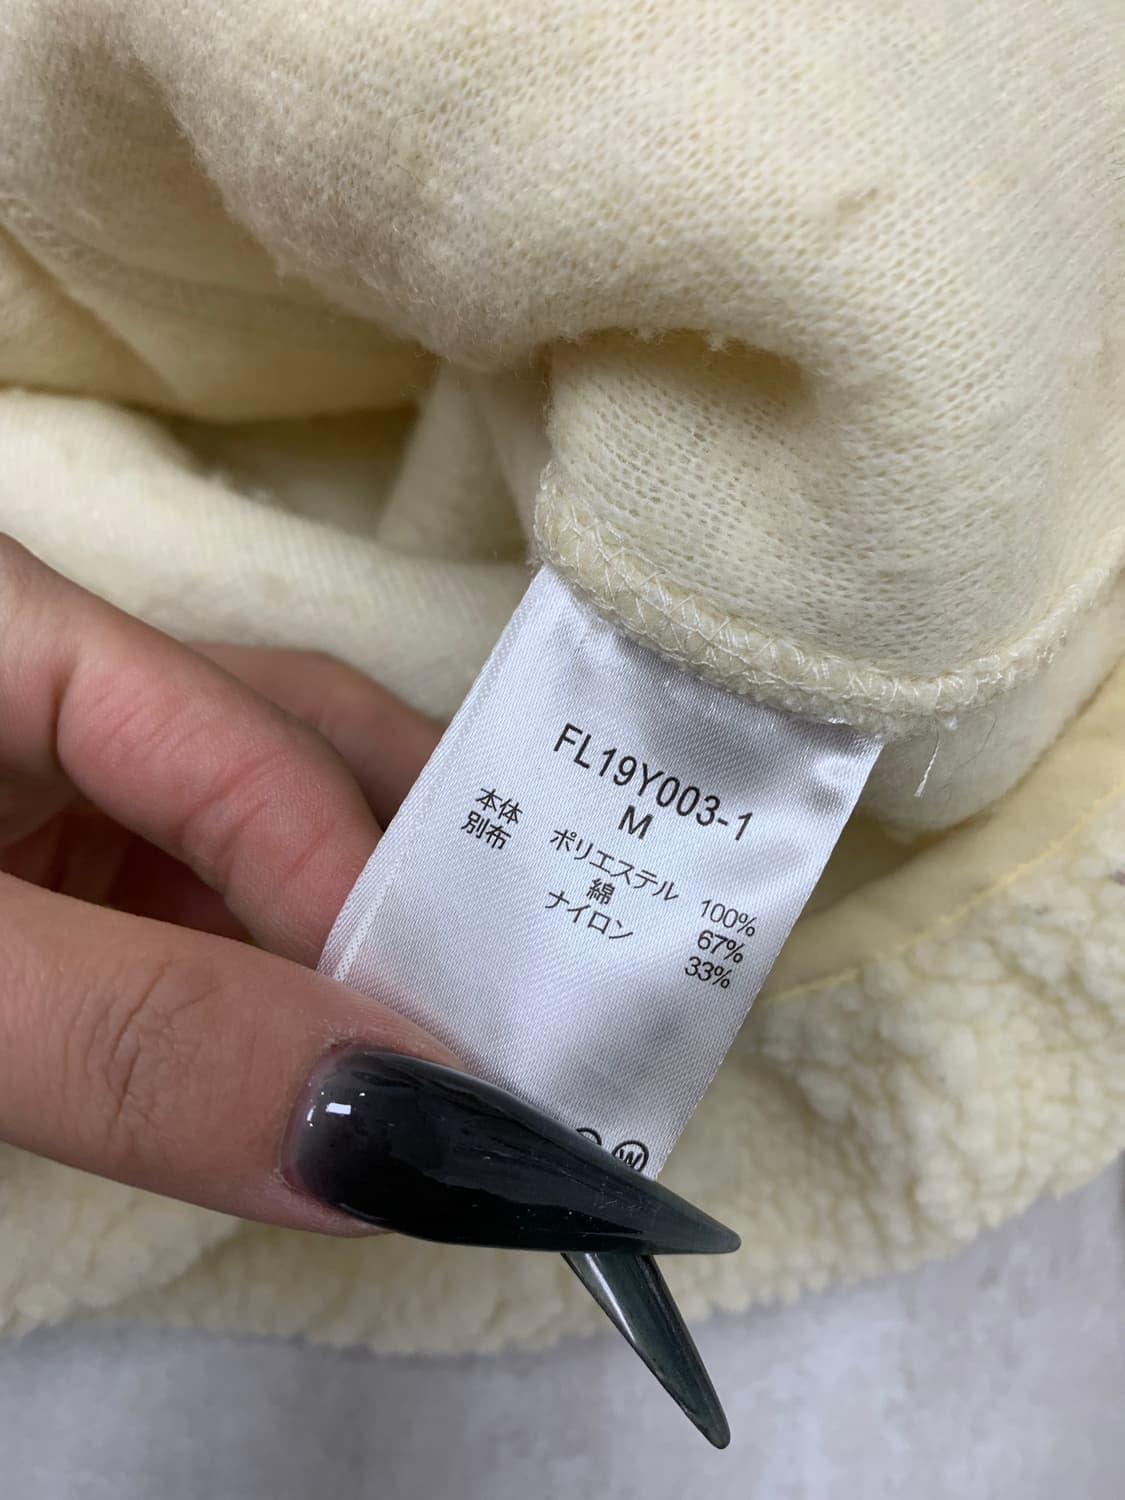 FL19Y003-1
M
本体 ポリエステル 100%
別布 綿 67%
ナイロン 33%
W